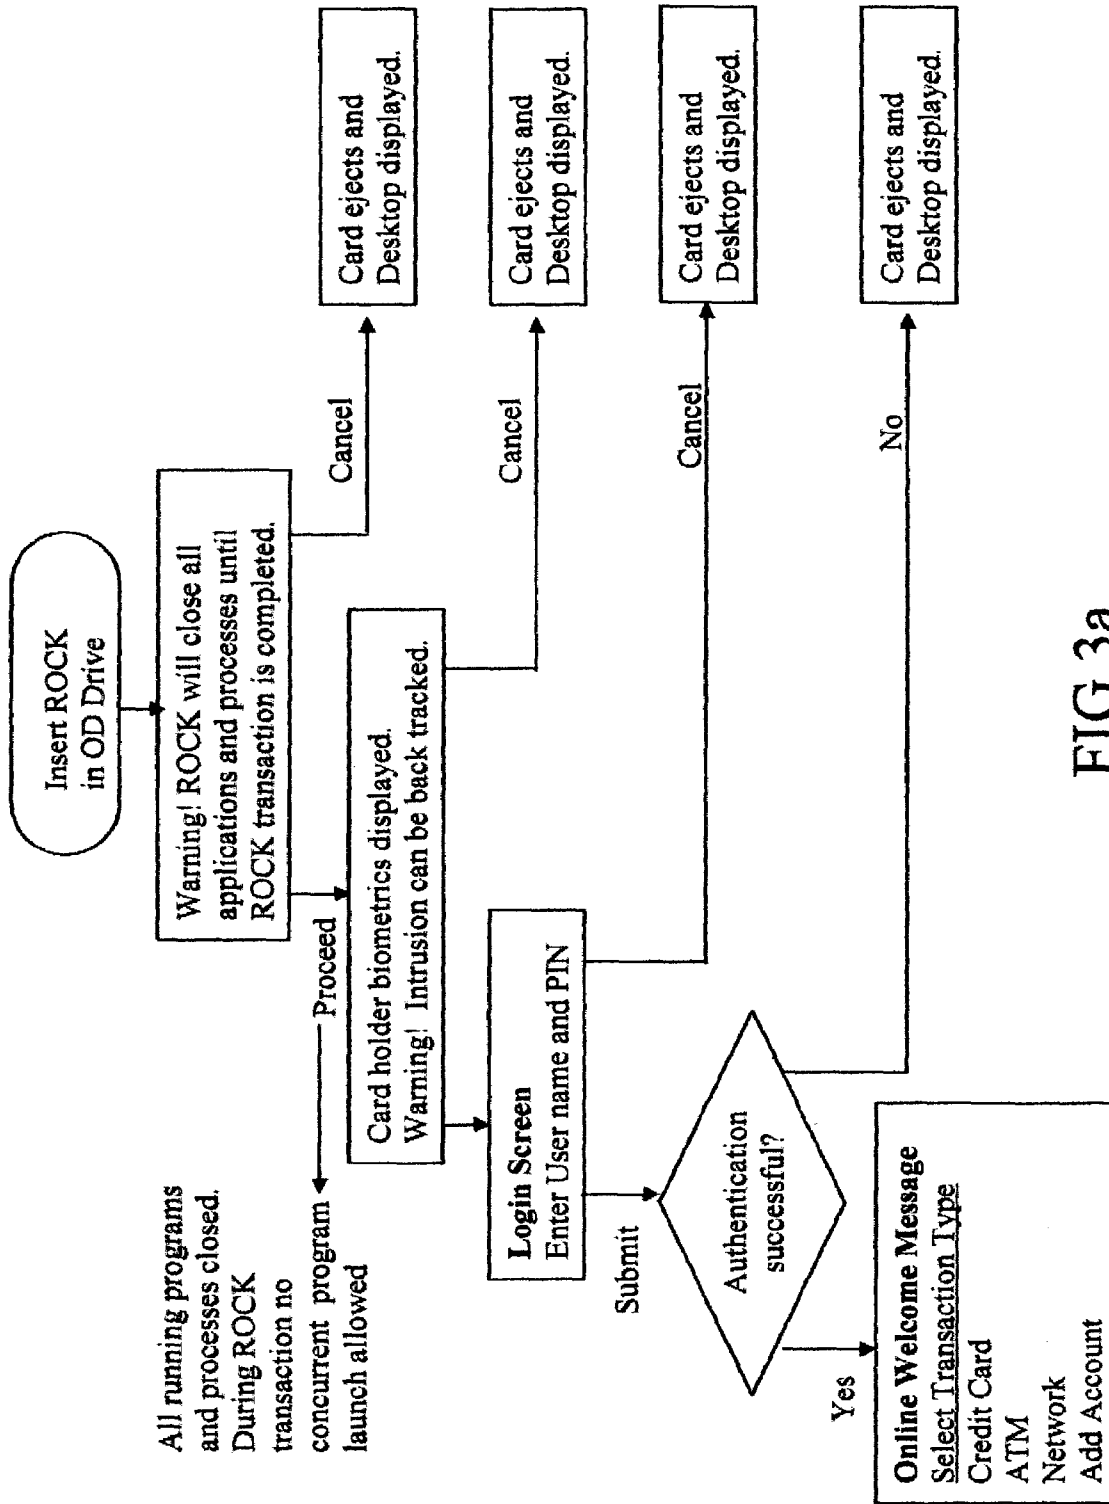 Insert ROCK
in OD Drive
Warning! ROCK will close all
applications and processes until
ROCK transaction is completed.
Cancel
Card ejects and
Desktop displayed.
Proceed
All running programs
and processes closed.
During ROCK
transaction no
concurrent program
launch allowed
Card holder biometrics displayed.
Warning! Intrusion can be back tracked.
Cancel
Card ejects and
Desktop displayed.
Login Screen
Enter User name and PIN
Cancel
Card ejects and
Desktop displayed.
Submit
Authentication
successful?
No
Card ejects and
Desktop displayed.
Yes
Online Welcome Message
Select Transaction Type
Credit Card
ATM
Network
Add Account
FIG 3a